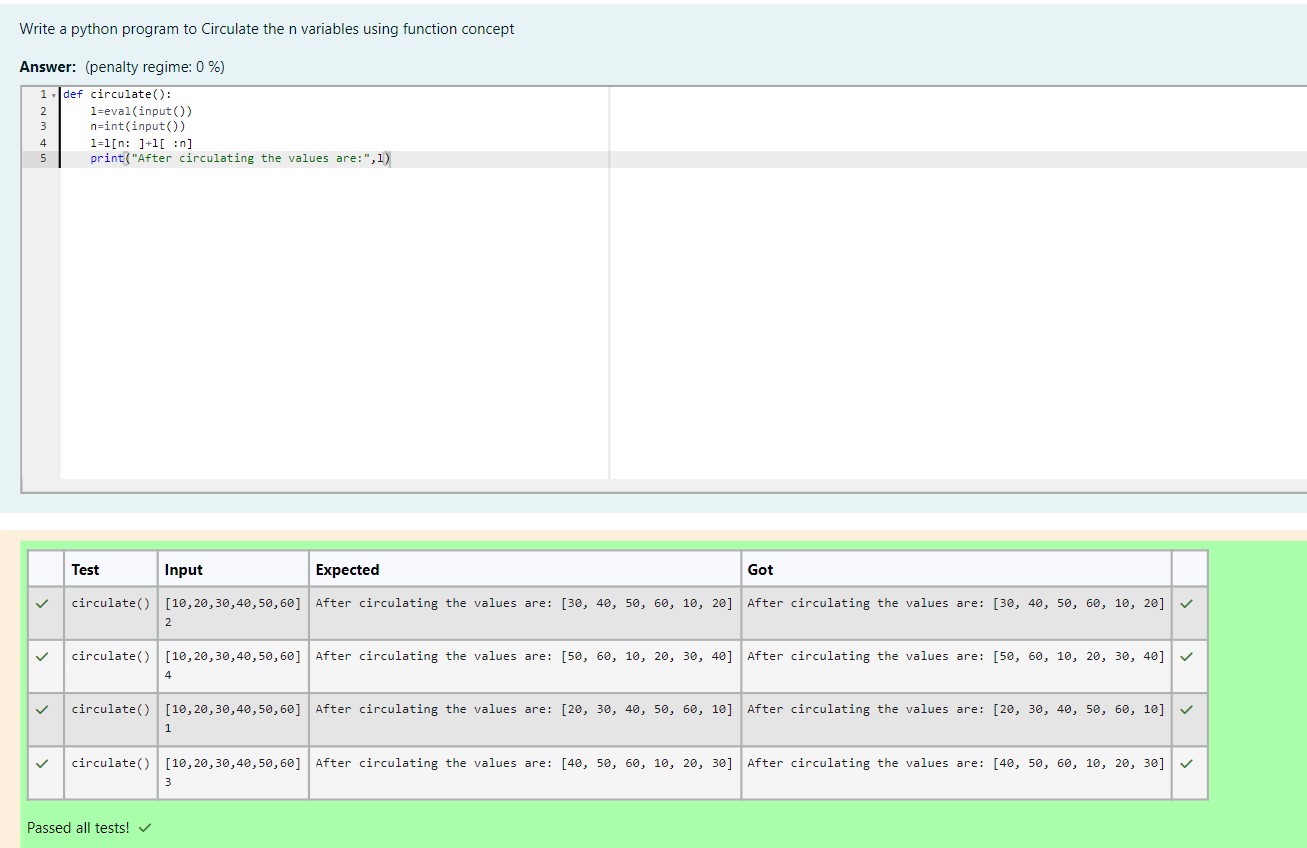 Write a python program to Circulate the n variables using function concept
Answer: (penalty regime: 0 %)
1 def circulate():
2 l=eval(input())
3 n=int(input())
4 l=l[n: ]+l[ :n]
5 print("After circulating the values are:",l)
Test Input Expected Got
circulate() [10,20,30,40,50,60] After circulating the values are: [30, 40, 50, 60, 10, 20] After circulating the values are: [30, 40, 50, 60, 10, 20]
2
circulate() [10,20,30,40,50,60] After circulating the values are: [50, 60, 10, 20, 30, 40] After circulating the values are: [50, 60, 10, 20, 30, 40]
4
circulate() [10,20,30,40,50,60] After circulating the values are: [20, 30, 40, 50, 60, 10] After circulating the values are: [20, 30, 40, 50, 60, 10]
1
circulate() [10,20,30,40,50,60] After circulating the values are: [40, 50, 60, 10, 20, 30] After circulating the values are: [40, 50, 60, 10, 20, 30]
3
Passed all tests!